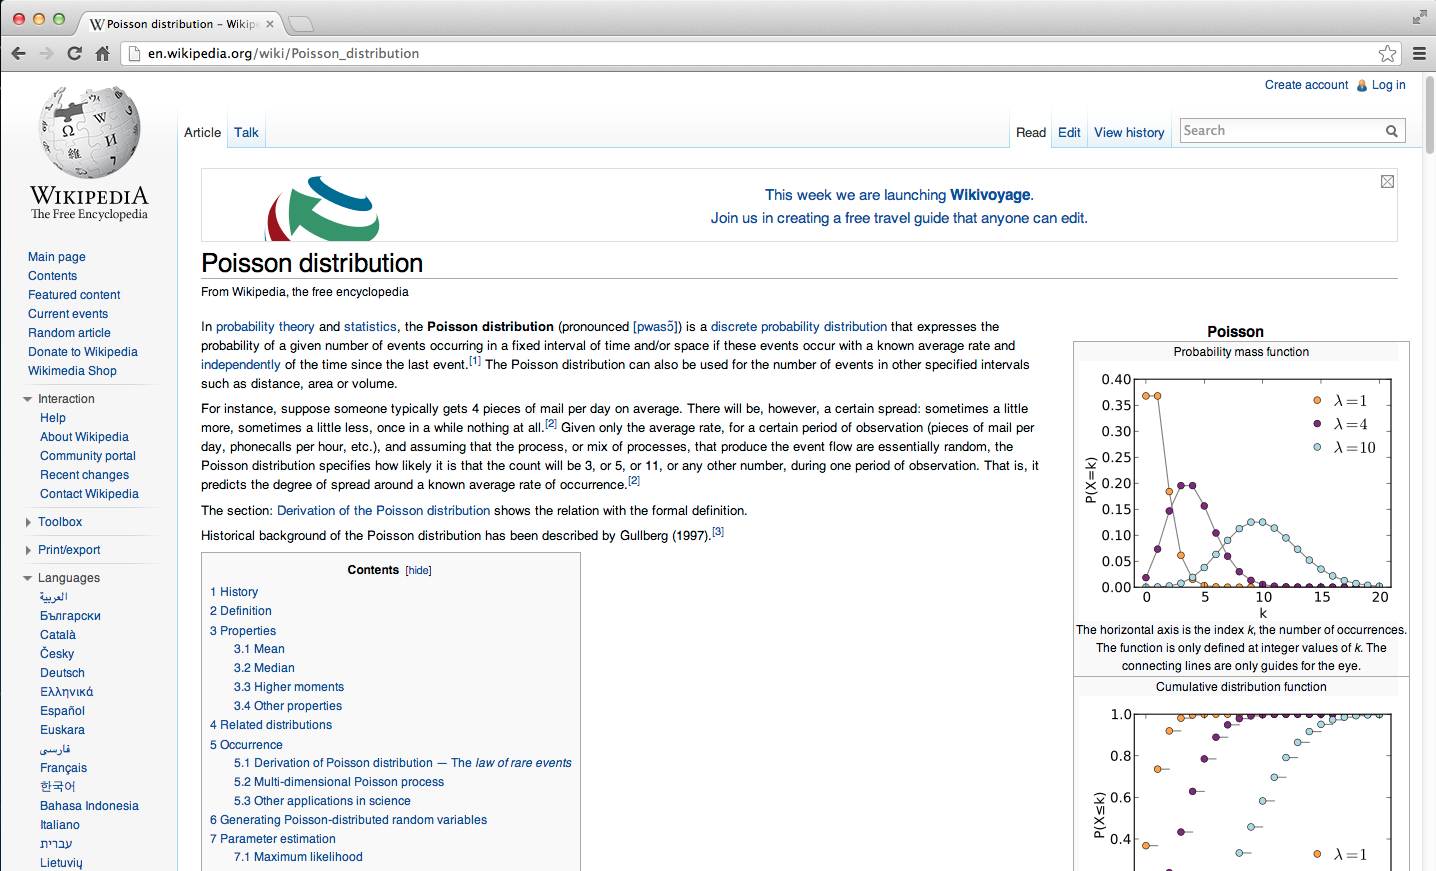 Poisson distribution – Wikip
en.wikipedia.org/wiki/Poisson_distribution
Create account Log in
Article Talk Read Edit View history Search
WIKIPEDIA
The Free Encyclopedia
This week we are launching Wikivoyage.
Join us in creating a free travel guide that anyone can edit.
Main page
Contents
Featured content
Current events
Random article
Donate to Wikipedia
Wikimedia Shop
Interaction
Help
About Wikipedia
Community portal
Recent changes
Contact Wikipedia
Toolbox
Print/export
Languages
العربية
Български
Català
Česky
Deutsch
Ελληνικά
Español
Euskara
فارسی
Français
한국어
Bahasa Indonesia
Italiano
עברית
Lietuvių
Poisson distribution
From Wikipedia, the free encyclopedia
In probability theory and statistics, the Poisson distribution (pronounced [pwasɔ̃]) is a discrete probability distribution that expresses the
probability of a given number of events occurring in a fixed interval of time and/or space if these events occur with a known average rate and
independently of the time since the last event.[1] The Poisson distribution can also be used for the number of events in other specified intervals
such as distance, area or volume.
For instance, suppose someone typically gets 4 pieces of mail per day on average. There will be, however, a certain spread: sometimes a little
more, sometimes a little less, once in a while nothing at all.[2] Given only the average rate, for a certain period of observation (pieces of mail per
day, phonecalls per hour, etc.), and assuming that the process, or mix of processes, that produce the event flow are essentially random, the
Poisson distribution specifies how likely it is that the count will be 3, or 5, or 11, or any other number, during one period of observation. That is, it
predicts the degree of spread around a known average rate of occurrence.[2]
The section: Derivation of the Poisson distribution shows the relation with the formal definition.
Historical background of the Poisson distribution has been described by Gullberg (1997).[3]
Contents [hide]
1 History
2 Definition
3 Properties
3.1 Mean
3.2 Median
3.3 Higher moments
3.4 Other properties
4 Related distributions
5 Occurrence
5.1 Derivation of Poisson distribution — The law of rare events
5.2 Multi-dimensional Poisson process
5.3 Other applications in science
6 Generating Poisson-distributed random variables
7 Parameter estimation
7.1 Maximum likelihood
Poisson
Probability mass function
0.40
0.35
0.30
0.25
0.20
0.15
0.10
0.05
0.00
P(X=k)
λ=1
λ=4
λ=10
0 5 10 15 20
k
The horizontal axis is the index k, the number of occurrences.
The function is only defined at integer values of k. The
connecting lines are only guides for the eye.
Cumulative distribution function
1.0
0.8
0.6
0.4
P(X≤k)
λ=1